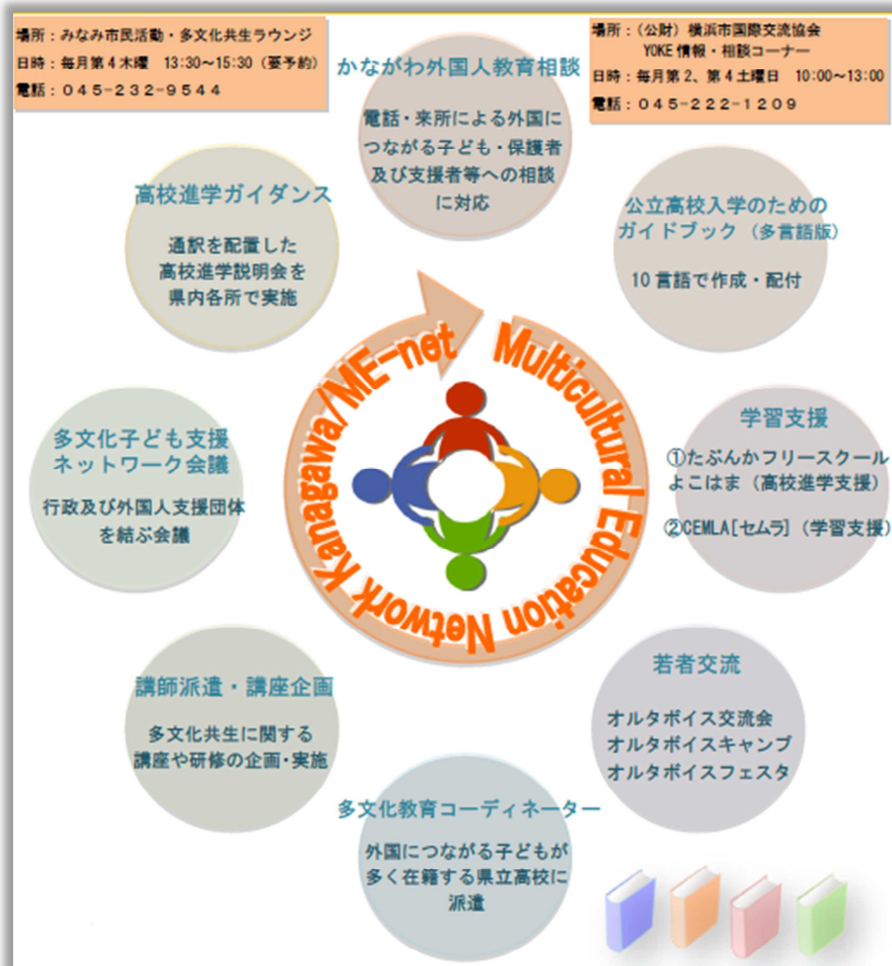 場所：みなみ市民活動・多文化共生ラウンジ
日時：毎月第４木曜　13:30～15:30（要予約）
電話：０４５-２３２-９５４４
場所：（公財）横浜市国際交流協会
YOKE 情報・相談コーナー
日時：毎月第２、第４土曜日　10:00～13:00
電話：０４５-２２２-１２０９
かながわ外国人教育相談
電話・来所による外国に
つながる子ども・保護者
及び支援者等への相談
に対応
高校進学ガイダンス
通訳を配置した
高校進学説明会を
県内各所で実施
公立高校入学のための
ガイドブック（多言語版）
10 言語で作成・配付
Multicultural Education Network Kanagawa/ME-net
多文化子ども支援
ネットワーク会議
行政及び外国人支援団体
を結ぶ会議
学習支援
①たぶんかフリースクール
よこはま（高校進学支援）
②CEMLA[セムラ]（学習支援）
講師派遣・講座企画
多文化共生に関する
講座や研修の企画・実施
若者交流
オルタボイス交流会
オルタボイスキャンプ
オルタボイスフェスタ
多文化教育コーディネーター
外国につながる子どもが
多く在籍する県立高校に
派遣